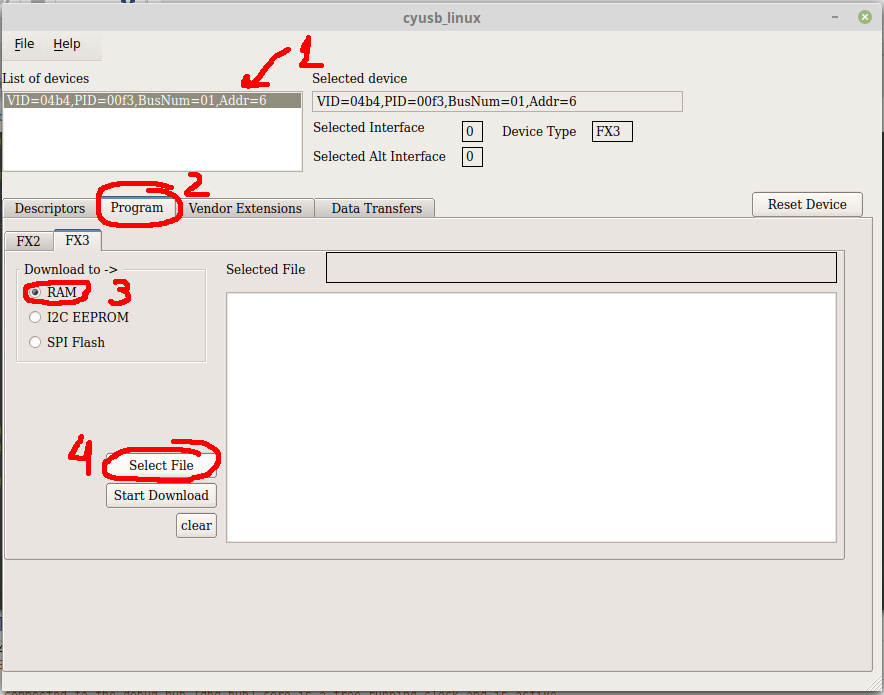 cyusb_linux
File Help
1
List of devices Selected device
VID=04b4,PID=00f3,BusNum=01,Addr=6 VID=04b4,PID=00f3,BusNum=01,Addr=6
Selected Interface 0 Device Type FX3
Selected Alt Interface 0
2
Descriptors Program Vendor Extensions Data Transfers Reset Device
FX2 FX3
Download to -> Selected File
RAM 3
I2C EEPROM
SPI Flash
4 Select File
Start Download
clear